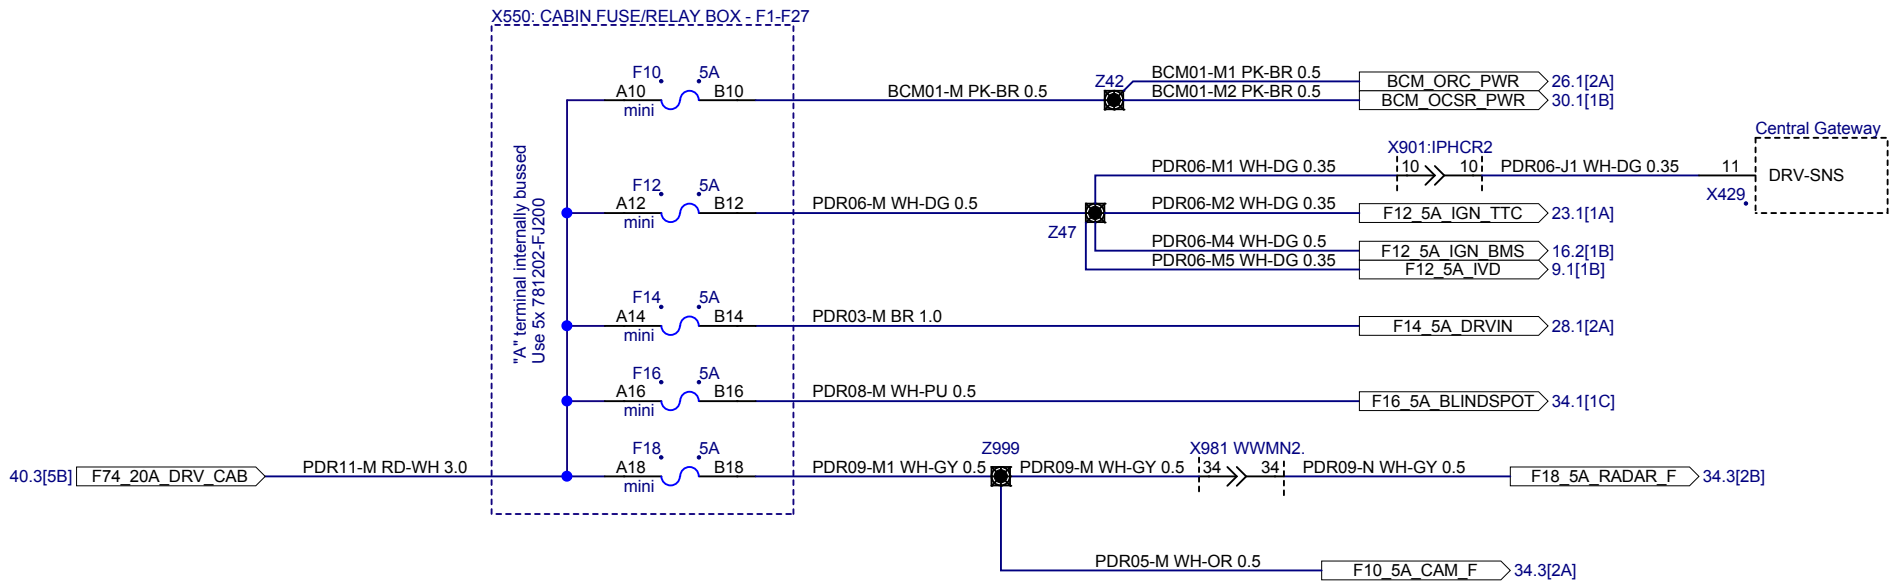 X550: CABIN FUSE/RELAY BOX - F1-F27
"A" terminal internally bussed
Use 5x 781202-FJ200
F10 5A
A10 B10
mini
BCM01-M PK-BR 0.5
Z42
BCM01-M1 PK-BR 0.5
BCM_ORC_PWR 26.1[2A]
BCM01-M2 PK-BR 0.5
BCM_OCSR_PWR 30.1[1B]
Central Gateway
X901:IPHCR2
PDR06-M1 WH-DG 0.35
10 10
PDR06-J1 WH-DG 0.35
11
DRV-SNS
X429
F12 5A
A12 B12
mini
PDR06-M WH-DG 0.5
Z47
PDR06-M2 WH-DG 0.35
F12_5A_IGN_TTC 23.1[1A]
PDR06-M4 WH-DG 0.5
F12_5A_IGN_BMS 16.2[1B]
PDR06-M5 WH-DG 0.35
F12_5A_IVD 9.1[1B]
F14 5A
A14 B14
mini
PDR03-M BR 1.0
F14_5A_DRVIN 28.1[2A]
F16 5A
A16 B16
mini
PDR08-M WH-PU 0.5
F16_5A_BLINDSPOT 34.1[1C]
40.3[5B] F74_20A_DRV_CAB
PDR11-M RD-WH 3.0
F18 5A
A18 B18
mini
PDR09-M1 WH-GY 0.5
Z999
PDR09-M WH-GY 0.5
X981 WWMN2.
34 34
PDR09-N WH-GY 0.5
F18_5A_RADAR_F 34.3[2B]
PDR05-M WH-OR 0.5
F10_5A_CAM_F 34.3[2A]